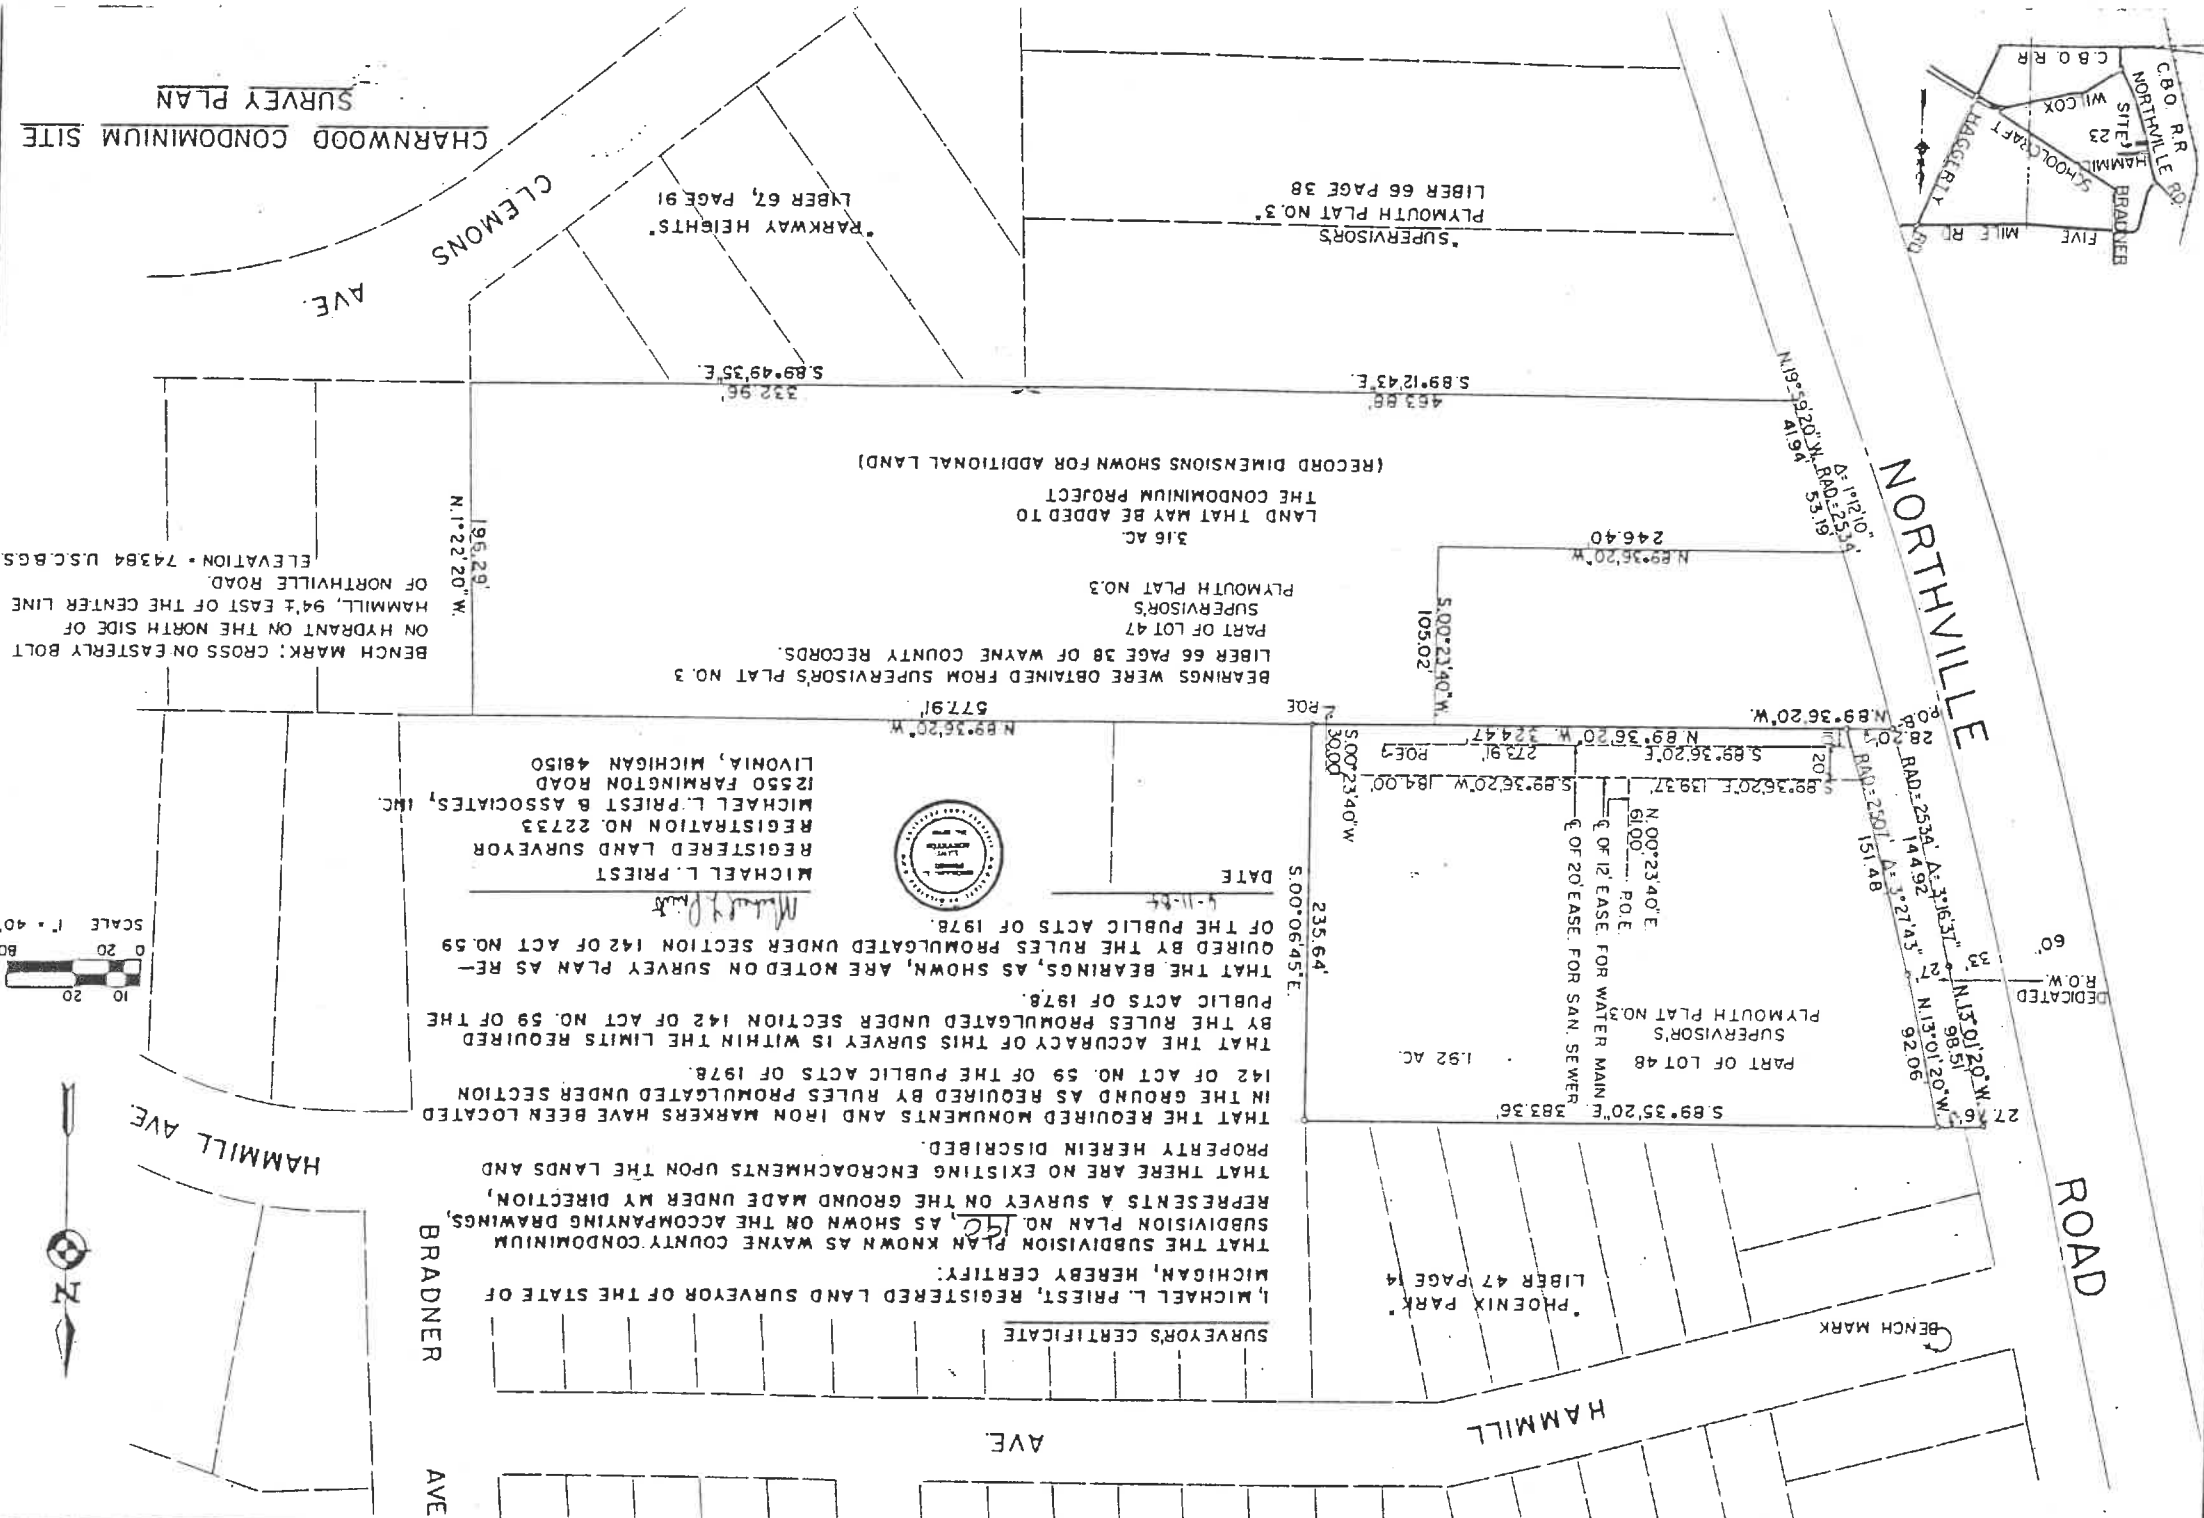 SURVEYOR'S CERTIFICATE
I, MICHAEL L. PRIEST, REGISTERED LAND SURVEYOR OF THE STATE OF
MICHIGAN, HEREBY CERTIFY:
THAT THE SUBDIVISION PLAN KNOWN AS WAYNE COUNTY CONDOMINIUM
SUBDIVISION PLAN NO. 190, AS SHOWN ON THE ACCOMPANYING DRAWINGS,
REPRESENTS A SURVEY ON THE GROUND MADE UNDER MY DIRECTION,
THAT THERE ARE NO EXISTING ENCROACHMENTS UPON THE LANDS AND
PROPERTY HEREIN DISCRIBED.
THAT THE REQUIRED MONUMENTS AND IRON MARKERS HAVE BEEN LOCATED
IN THE GROUND AS REQUIRED BY RULES PROMULGATED UNDER SECTION
142 OF ACT NO. 59 OF THE PUBLIC ACTS OF 1978.
THAT THE ACCURACY OF THIS SURVEY IS WITHIN THE LIMITS REQUIRED
BY THE RULES PROMULGATED UNDER SECTION 142 OF ACT NO. 59 OF THE
PUBLIC ACTS OF 1978.
THAT THE BEARINGS, AS SHOWN, ARE NOTED ON SURVEY PLAN AS RE-
QUIRED BY THE RULES PROMULGATED UNDER SECTION 142 OF ACT NO. 59
OF THE PUBLIC ACTS OF 1978.
4-11-84
DATE
Michael L Priest
MICHAEL L. PRIEST
REGISTERED LAND SURVEYOR
REGISTRATION NO. 22733
MICHAEL L. PRIEST & ASSOCIATES, INC.
12550 FARMINGTON ROAD
LIVONIA, MICHIGAN 48150
AVE
BRADNER
AVE.
HAMMILL
HAMMILL AVE.
N
BENCH MARK
"PHOENIX PARK"
LIBER 47 PAGE 14
ROAD
NORTHVILLE
27.76'
S.89°35'20"E. 383.36'
N.13°01'20"W.
98.51'
N.13°01'20"W.
92.06'
DEDICATED
R.O.W.
60'
33'
27'
PART OF LOT 48
SUPERVISOR'S
PLYMOUTH PLAT NO.3
1.92 AC.
℄ OF 20' EASE. FOR SAN. SEWER
℄ OF 12' EASE. FOR WATER MAIN
N.00°23'40"E.
61.00'
P.O.E.
235.64'
S.00°06'45"E.
RAD=2534' Δ=3°16'37"
144.92'
RAD=2507' Δ=3°27'43"
151.48'
S.89°36'20"E. 139.37'
S.89°36'20"W. 184.00'
S.00°23'40"W
30.00'
20'
S.89°36'20"E. 273.91' POE
N.89°36'20"W. 324.47'
28.20'
P.O.B.
N.89°36'20"W.
POE
N.89°36'20"W.
577.91'
S.00°23'40"W.
105.02'
N.89°36'20"W.
246.40'
BEARINGS WERE OBTAINED FROM SUPERVISOR'S PLAT NO. 3
LIBER 66 PAGE 38 OF WAYNE COUNTY RECORDS.
PART OF LOT 47
SUPERVISOR'S
PLYMOUTH PLAT NO.3
3.16 AC.
LAND THAT MAY BE ADDED TO
THE CONDOMINIUM PROJECT
(RECORD DIMENSIONS SHOWN FOR ADDITIONAL LAND)
Δ=1°12'10"
RAD=2534'
53.19'
N.19°59'20"W.
41.94'
463.88'
S.89°12'43"E.
332.96'
S.89°49'35"E.
196.29'
N.1°22'20"W.
SCALE 1" = 40'
10 20
0 20 80
BENCH MARK: CROSS ON EASTERLY BOLT
ON HYDRANT ON THE NORTH SIDE OF
HAMMILL, 94'± EAST OF THE CENTER LINE
OF NORTHVILLE ROAD.
ELEVATION = 743.84 U.S.C.&G.S.
"SUPERVISOR'S
PLYMOUTH PLAT NO.3"
LIBER 66 PAGE 38
"PARKWAY HEIGHTS"
LIBER 67, PAGE 91
CLEMONS
AVE.
FIVE MILE RD
BRADNER
HAGGERTY
RD
SCHOOLCRAFT
HAMMILL
SITE
23
WILCOX
NORTHVILLE RD.
C.&O. R.R
C.&O. R.R
CHARNWOOD CONDOMINIUM SITE
SURVEY PLAN